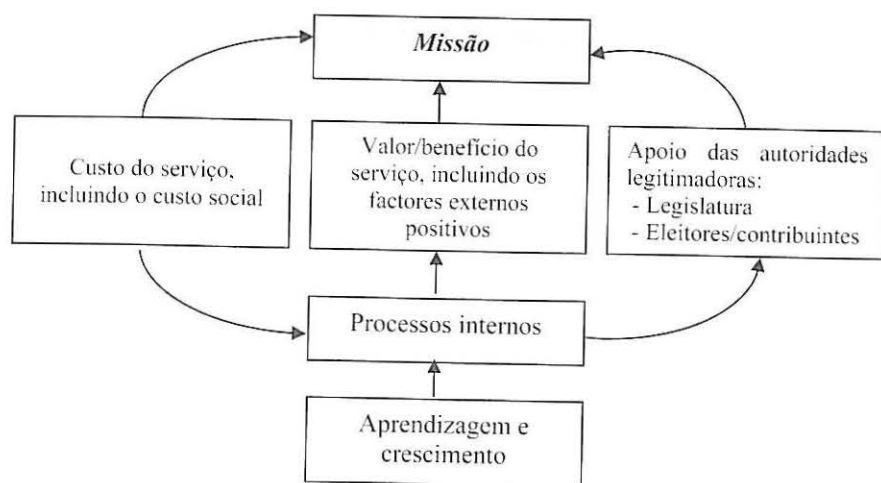 Missão
Custo do serviço,
incluindo o custo social
Valor/benefício do
serviço, incluindo os
factores externos
positivos
Apoio das autoridades
legitimadoras:
- Legislatura
- Eleitores/contribuintes
Processos internos
Aprendizagem e
crescimento